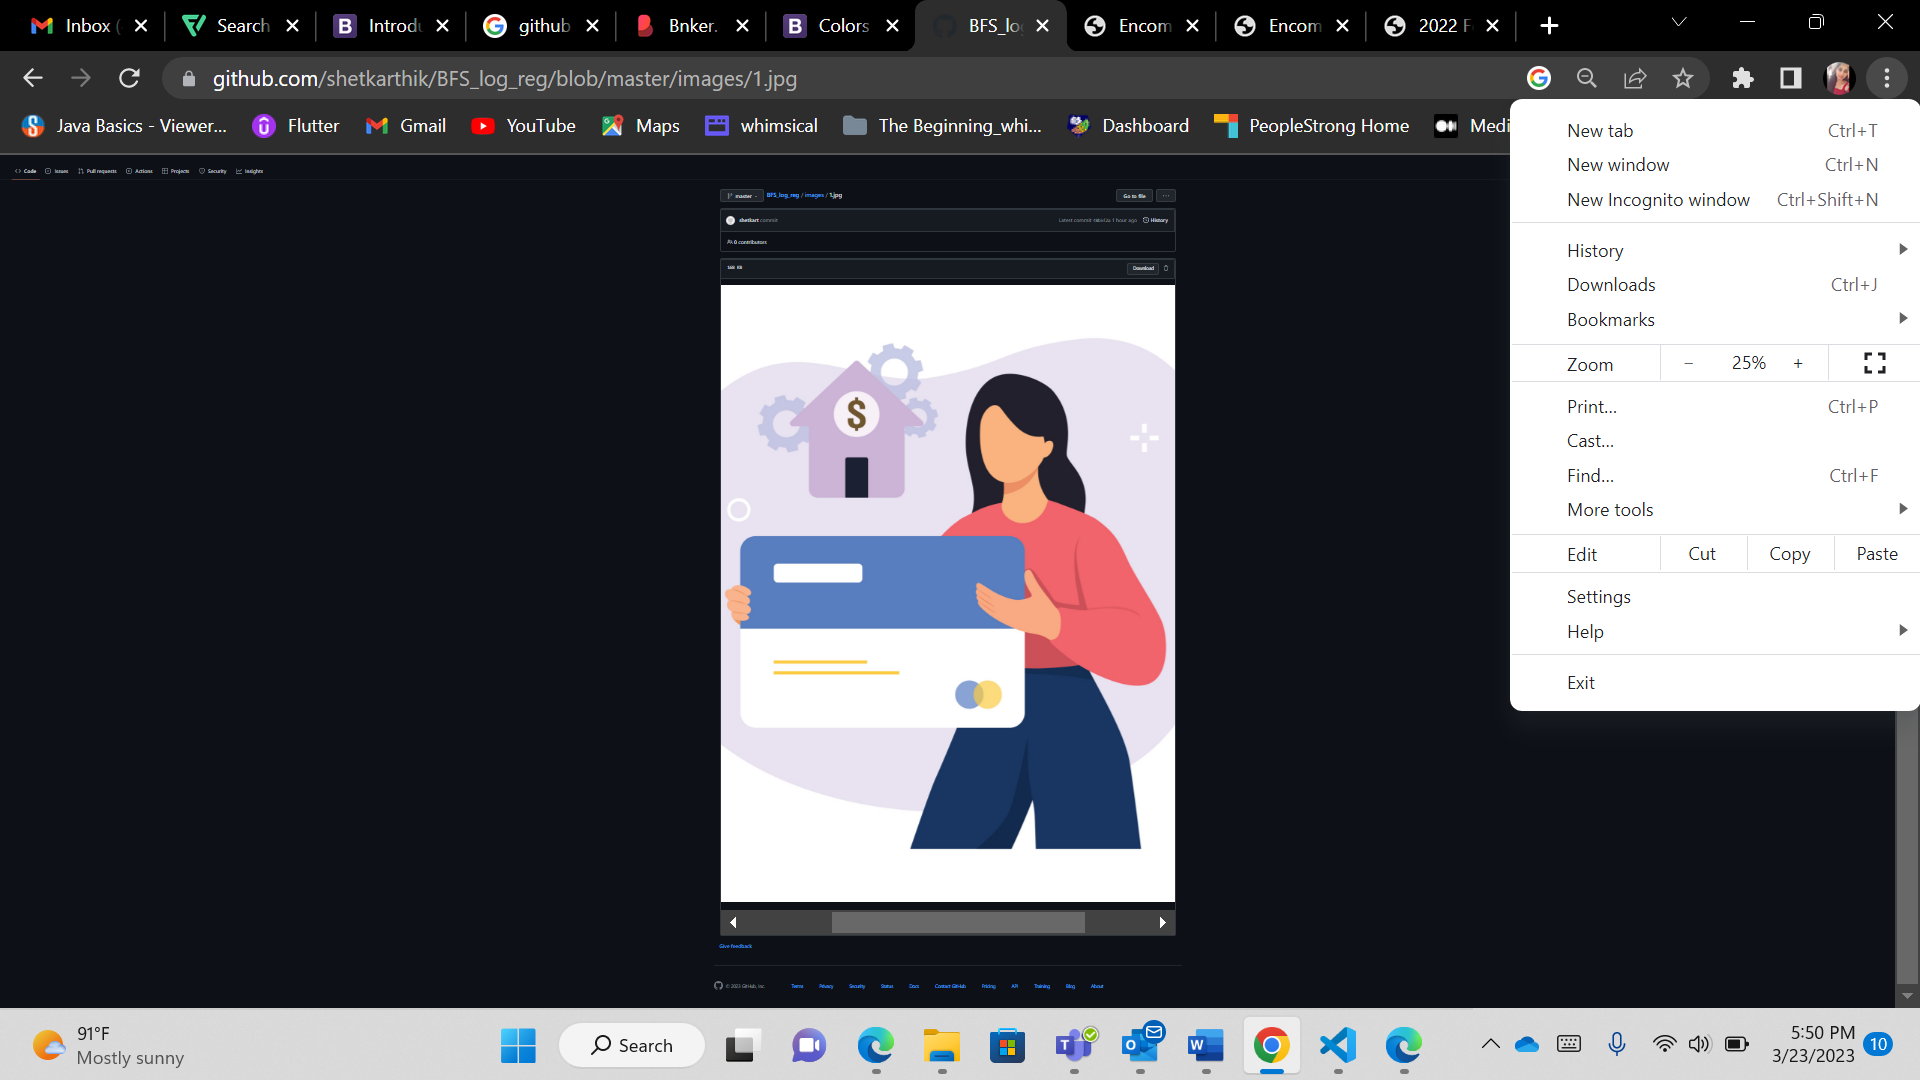 Inbox (
Search
Introdu
github
Bnker.
Colors
BFS_log
Encom
Encom
2022 F
github.com/shetkarthik/BFS_log_reg/blob/master/images/1.jpg
Java Basics - Viewer...
Flutter
Gmail
YouTube
Maps
whimsical
The Beginning_whi...
Dashboard
PeopleStrong Home
Medi
New tab Ctrl+T
New window Ctrl+N
New Incognito window Ctrl+Shift+N
History
Downloads Ctrl+J
Bookmarks
Zoom − 25% +
Print... Ctrl+P
Cast...
Find... Ctrl+F
More tools
Edit Cut Copy Paste
Settings
Help
Exit
Code Issues Pull requests Actions Projects Security Insights
master BFS_log_reg / images / 1.jpg Go to file ...
shetkart commit Latest commit 1 hour ago History
0 contributors
168 KB Download
$
Give feedback
© 2023 GitHub, Inc. Terms Privacy Security Status Docs Contact GitHub Pricing API Training Blog About
91°F
Mostly sunny
Search
5:50 PM
3/23/2023
10